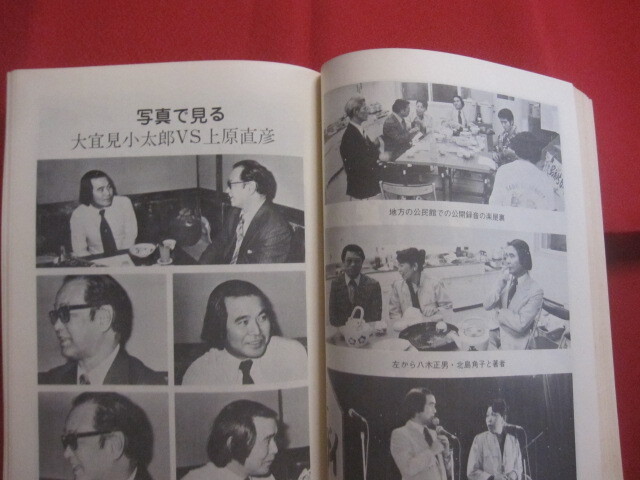 写真で見る
大宜見小太郎VS上原直彦
地方の公民館での公開録音の楽屋裏
左から八木正男・北島角子と著者